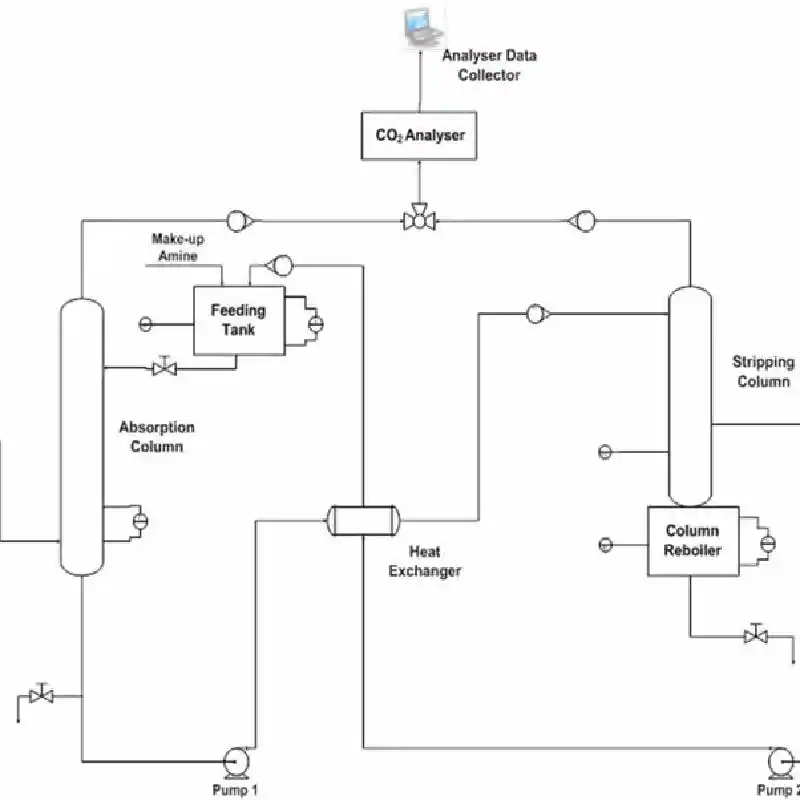 Analyser Data
Collector
CO₂ Analyser
Make-up
Amine
Feeding
Tank
Stripping
Column
Absorption
Column
Column
Reboiler
Heat
Exchanger
Pump 1
Pump 2